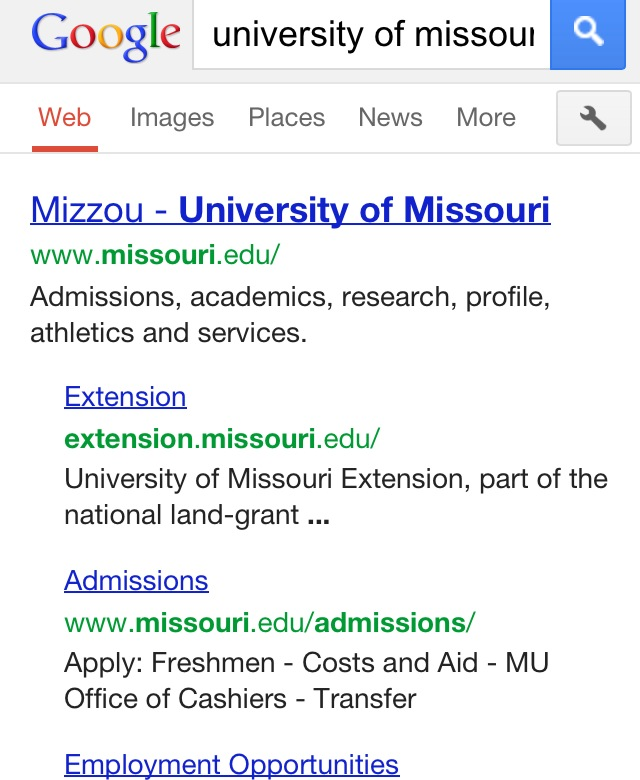 Google university of missour
Web Images Places News More
Mizzou - University of Missouri
www.missouri.edu/
Admissions, academics, research, profile,
athletics and services.
Extension
extension.missouri.edu/
University of Missouri Extension, part of the
national land-grant ...
Admissions
www.missouri.edu/admissions/
Apply: Freshmen - Costs and Aid - MU
Office of Cashiers - Transfer
Employment Opportunities